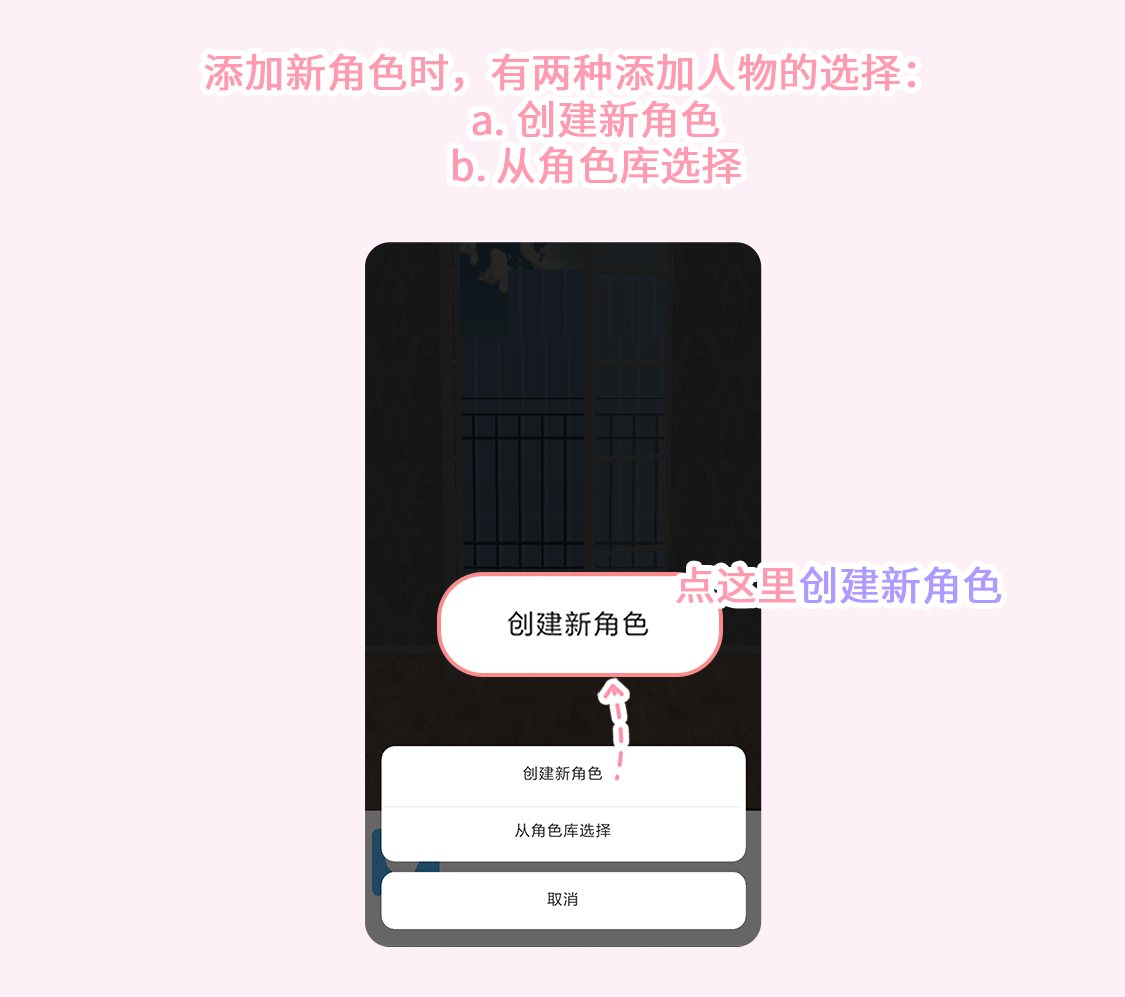 添加新角色时，有两种添加人物的选择：
a. 创建新角色
b. 从角色库选择
点这里创建新角色
创建新角色
创建新角色
从角色库选择
取消